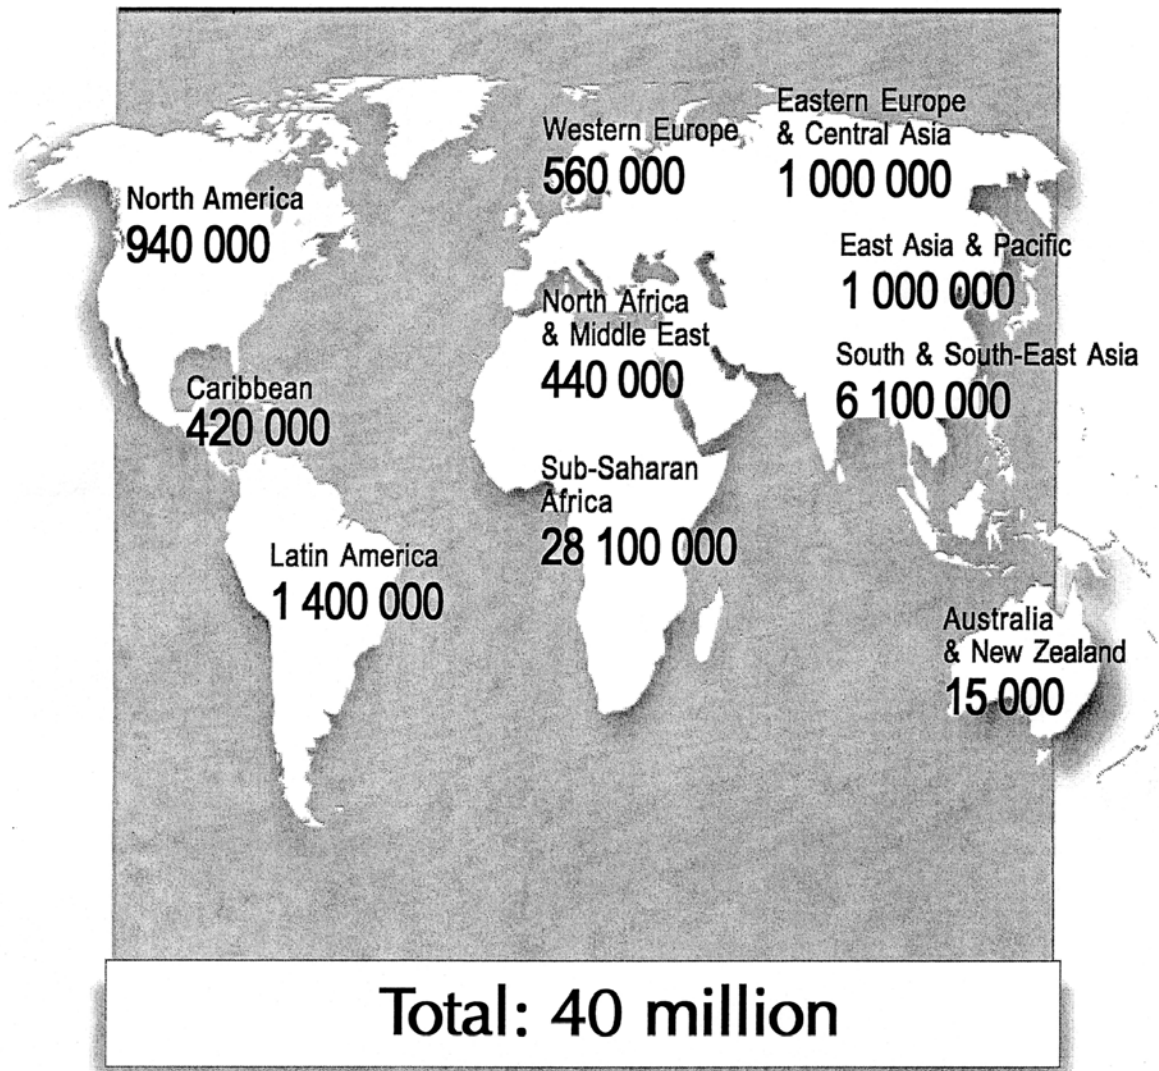 Eastern Europe
& Central Asia
1 000 000
Western Europe
560 000
North America
940 000
East Asia & Pacific
1 000 000
North Africa
& Middle East
440 000
South & South-East Asia
6 100 000
Caribbean
420 000
Sub-Saharan
Africa
28 100 000
Latin America
1 400 000
Australia
& New Zealand
15 000
Total: 40 million